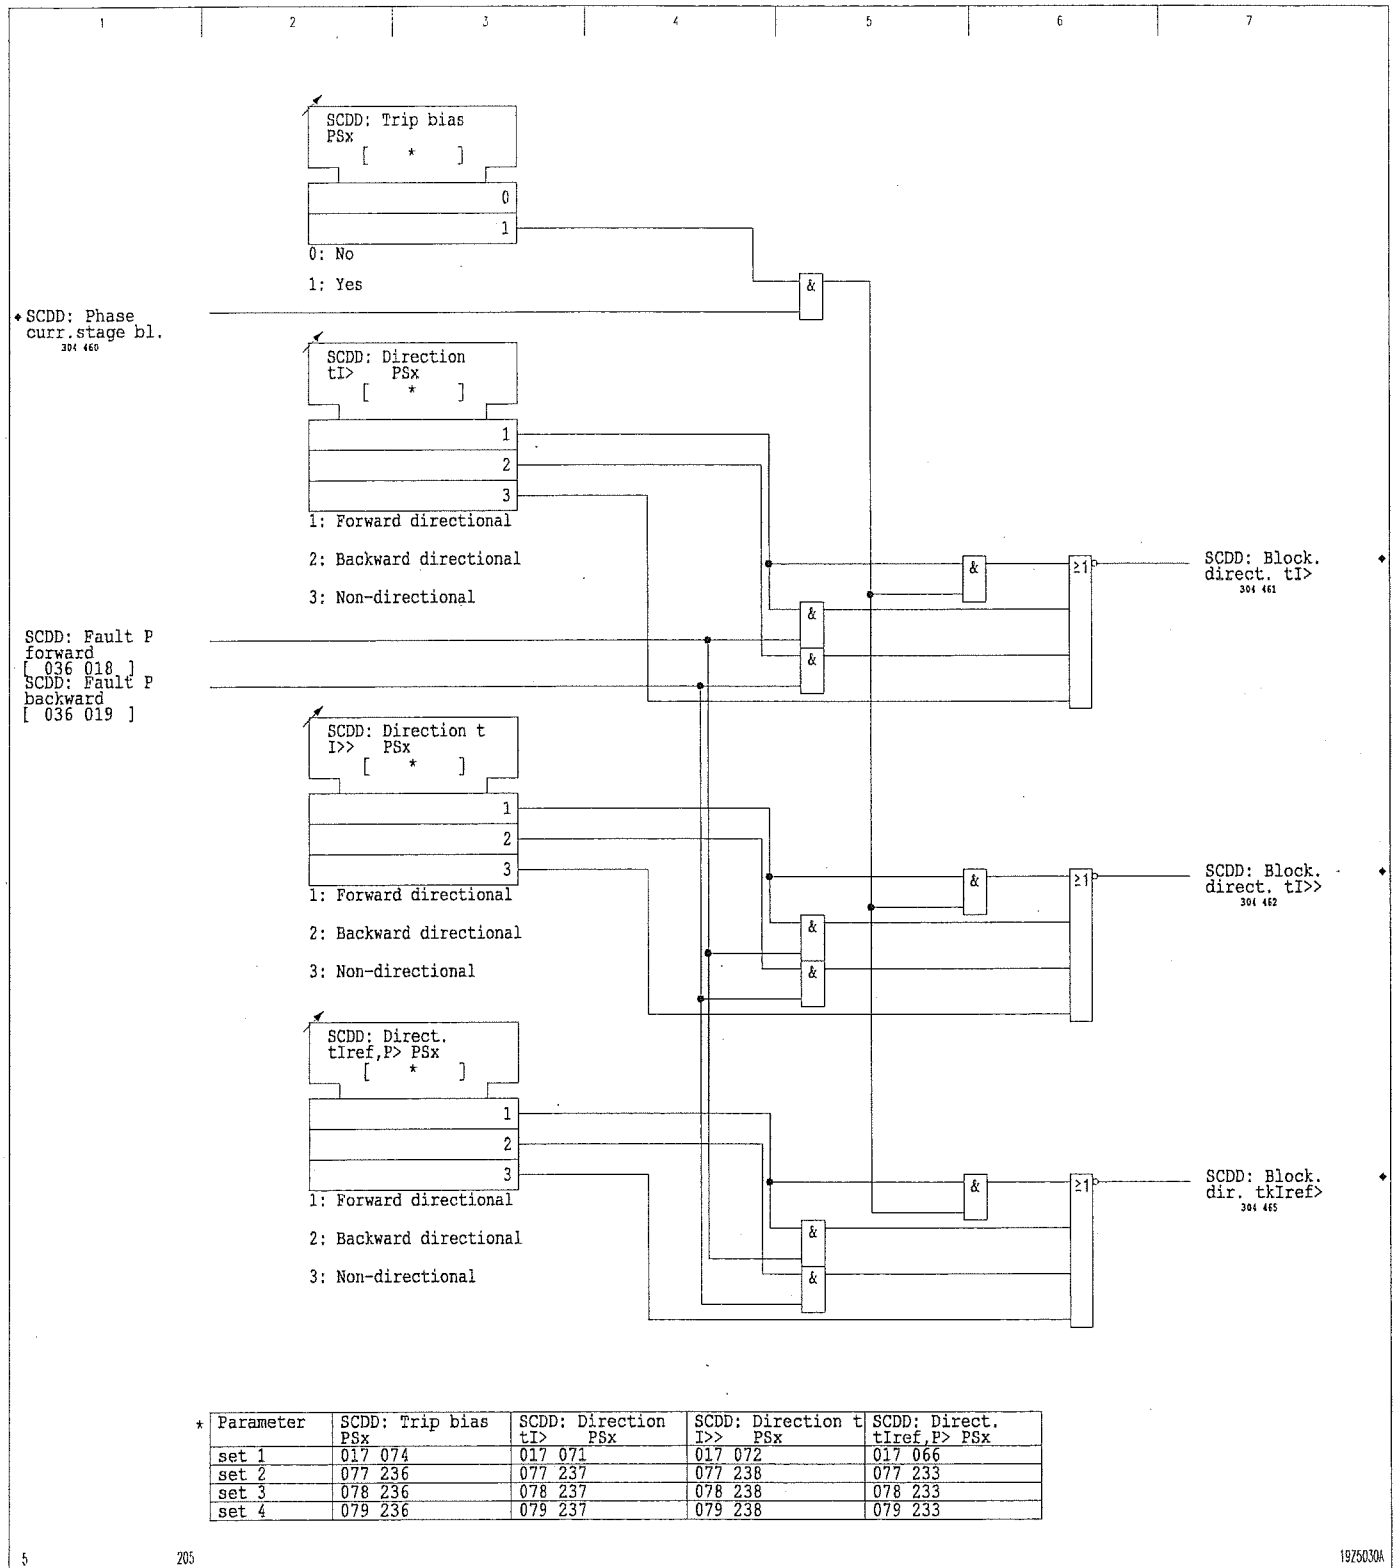 1 2 3 4 5 6 7
SCDD: Trip bias
PSx
[ * ]
0
1
0: No
1: Yes
&
SCDD: Phase
curr.stage bl.
304 460
SCDD: Direction
tI> PSx
[ * ]
1
2
3
1: Forward directional
2: Backward directional
3: Non-directional
&
≥1
SCDD: Block.
direct. tI>
304 461
&
&
SCDD: Fault P
forward
[ 036 018 ]
SCDD: Fault P
backward
[ 036 019 ]
SCDD: Direction t
I>> PSx
[ * ]
1
2
3
1: Forward directional
2: Backward directional
3: Non-directional
&
≥1
SCDD: Block.
direct. tI>>
304 462
&
&
SCDD: Direct.
tIref,P> PSx
[ * ]
1
2
3
1: Forward directional
2: Backward directional
3: Non-directional
&
≥1
SCDD: Block.
dir. tkIref>
304 465
&
&
* Parameter SCDD: Trip bias PSx SCDD: Direction tI> PSx SCDD: Direction t I>> PSx SCDD: Direct. tIref,P> PSx
set 1 017 074 017 071 017 072 017 066
set 2 077 236 077 237 077 238 077 233
set 3 078 236 078 237 078 238 078 233
set 4 079 236 079 237 079 238 079 233
5 205 19Z5030A